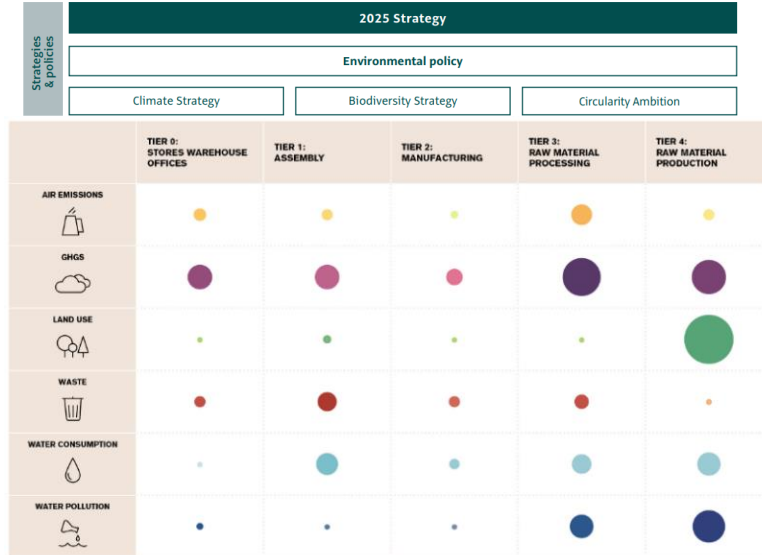 Strategies
& policies
2025 Strategy
Environmental policy
Climate Strategy
Biodiversity Strategy
Circularity Ambition
TIER 0:
STORES WAREHOUSE
OFFICES
TIER 1:
ASSEMBLY
TIER 2:
MANUFACTURING
TIER 3:
RAW MATERIAL
PROCESSING
TIER 4:
RAW MATERIAL
PRODUCTION
AIR EMISSIONS
GHGS
LAND USE
WASTE
WATER CONSUMPTION
WATER POLLUTION